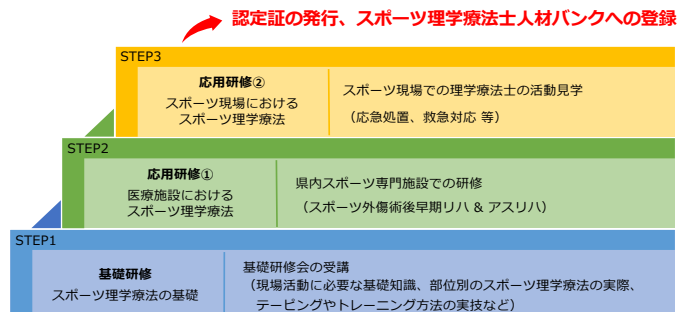 認定証の発行、スポーツ理学療法士人材バンクへの登録
STEP3
応用研修②
スポーツ現場における
スポーツ理学療法
スポーツ現場での理学療法士の活動見学
（応急処置、救急対応 等）
STEP2
応用研修①
医療施設における
スポーツ理学療法
県内スポーツ専門施設での研修
（スポーツ外傷術後早期リハ & アスリハ）
STEP1
基礎研修
スポーツ理学療法の基礎
基礎研修会の受講
（現場活動に必要な基礎知識、部位別のスポーツ理学療法の実際、
テーピングやトレーニング方法の実技など）